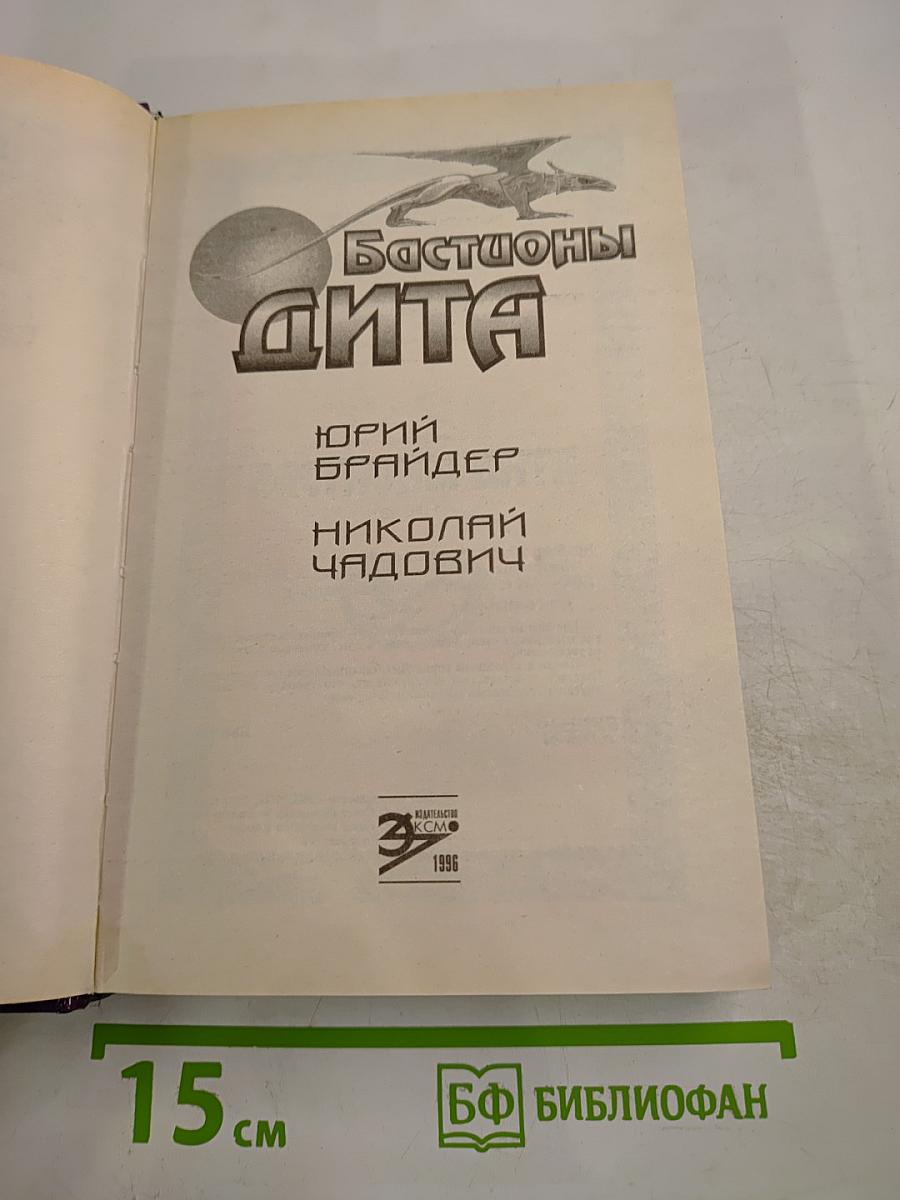 Бастионы
ДИТА
ЮРИЙ
БРАЙДЕР
НИКОЛАЙ
ЧАДОВИЧ
ИЗДАТЕЛЬСТВО
ЭКСМО
1996
15 см
БФ БИБЛИОФАН